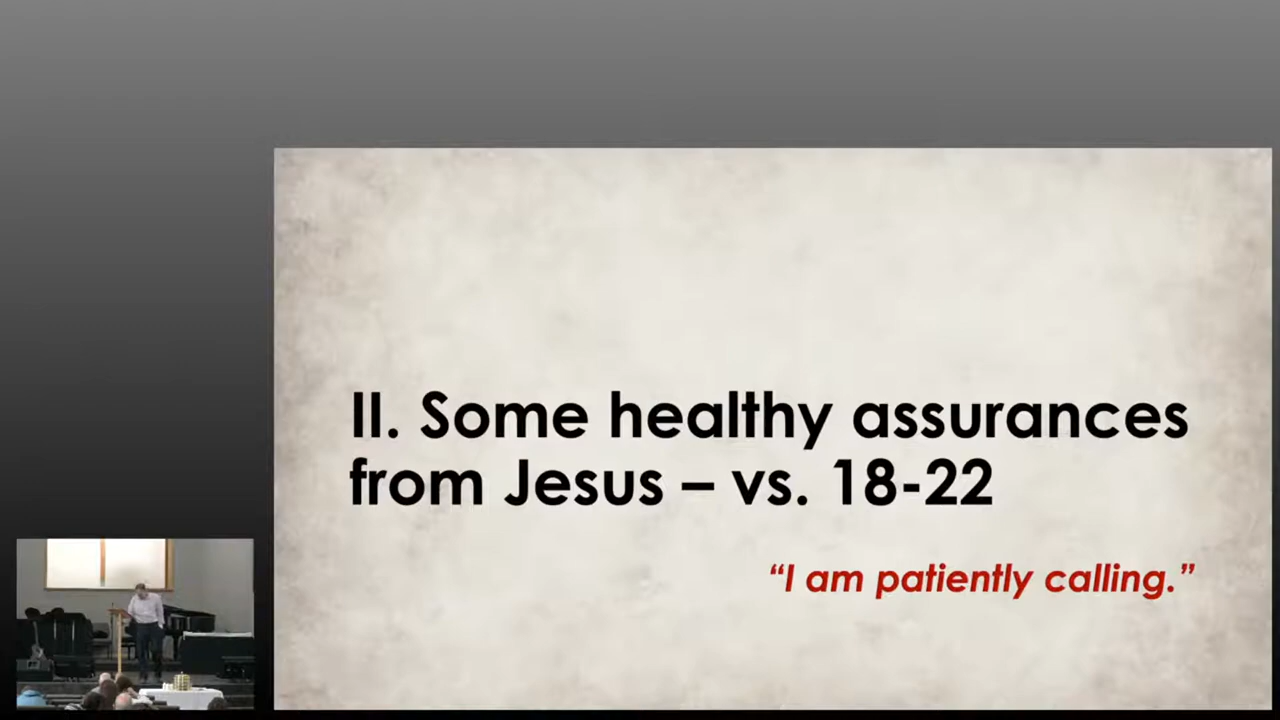 II. Some healthy assurances
from Jesus – vs. 18-22
“I am patiently calling.”